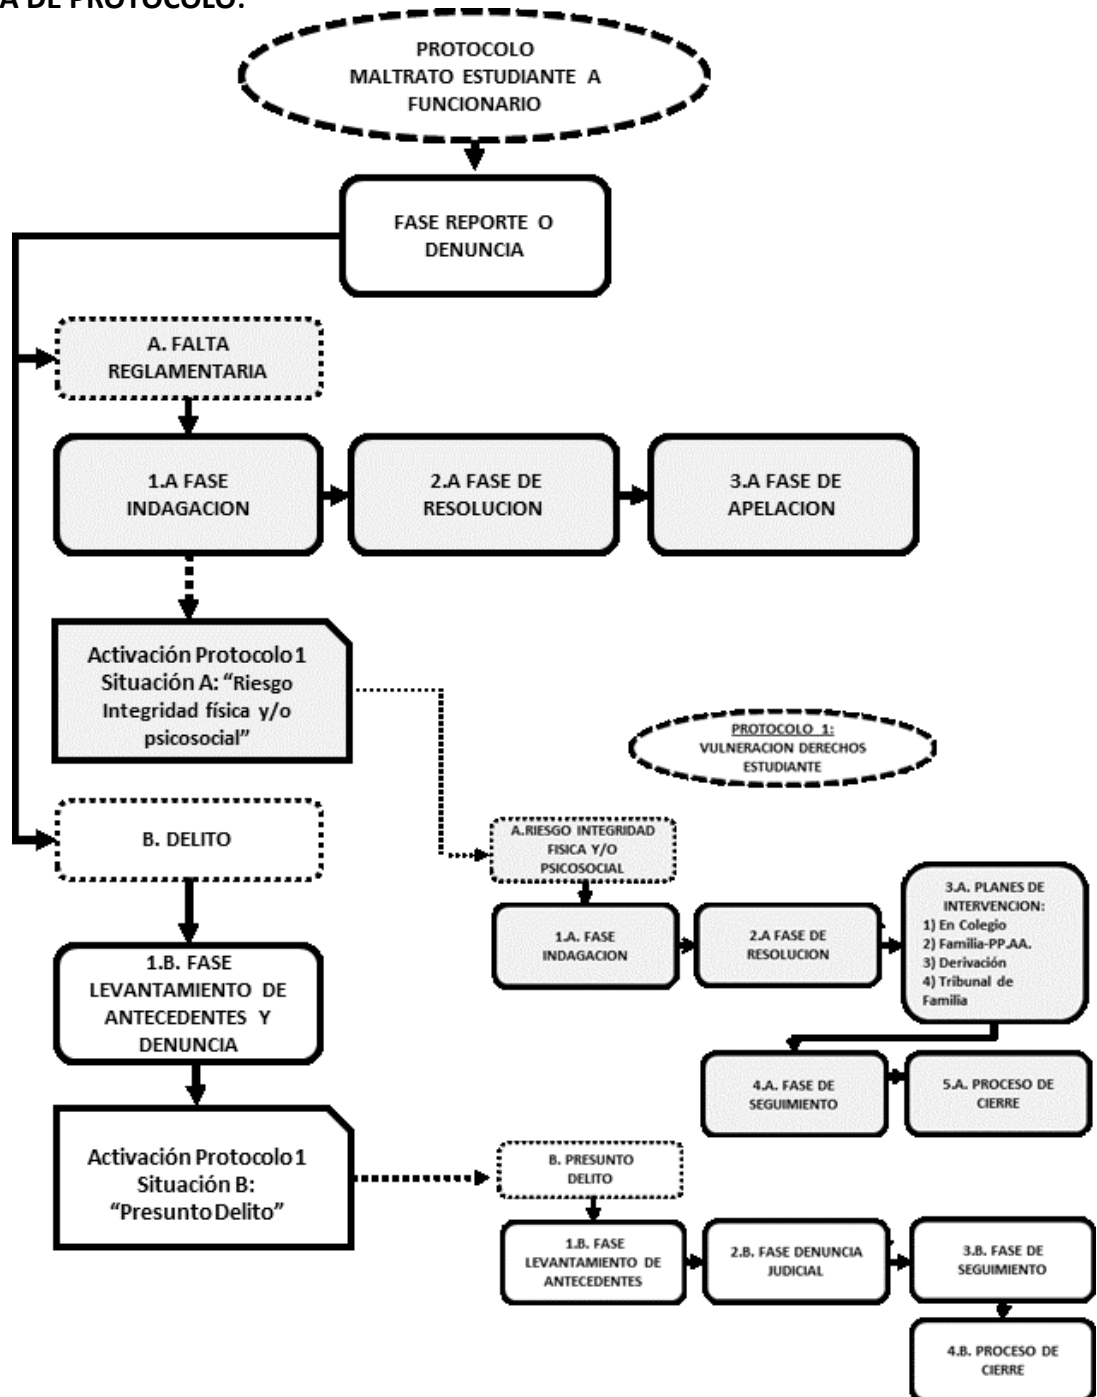 A DE PROTOCOLO:
PROTOCOLO
MALTRATO ESTUDIANTE A
FUNCIONARIO
FASE REPORTE O
DENUNCIA
A. FALTA
REGLAMENTARIA
1.A FASE
INDAGACION
2.A FASE DE
RESOLUCION
3.A FASE DE
APELACION
Activación Protocolo 1
Situación A: “Riesgo
Integridad física y/o
psicosocial”
PROTOCOLO 1:
VULNERACION DERECHOS
ESTUDIANTE
A.RIESGO INTEGRIDAD
FISICA Y/O
PSICOSOCIAL
1.A. FASE
INDAGACION
2.A FASE DE
RESOLUCION
3.A. PLANES DE
INTERVENCION:
1) En Colegio
2) Familia-PP.AA.
3) Derivación
4) Tribunal de
Familia
4.A. FASE DE
SEGUIMIENTO
5.A. PROCESO DE
CIERRE
B. DELITO
1.B. FASE
LEVANTAMIENTO DE
ANTECEDENTES Y
DENUNCIA
Activación Protocolo 1
Situación B:
“Presunto Delito”
B. PRESUNTO
DELITO
1.B. FASE
LEVANTAMIENTO DE
ANTECEDENTES
2.B. FASE DENUNCIA
JUDICIAL
3.B. FASE DE
SEGUIMIENTO
4.B. PROCESO DE
CIERRE